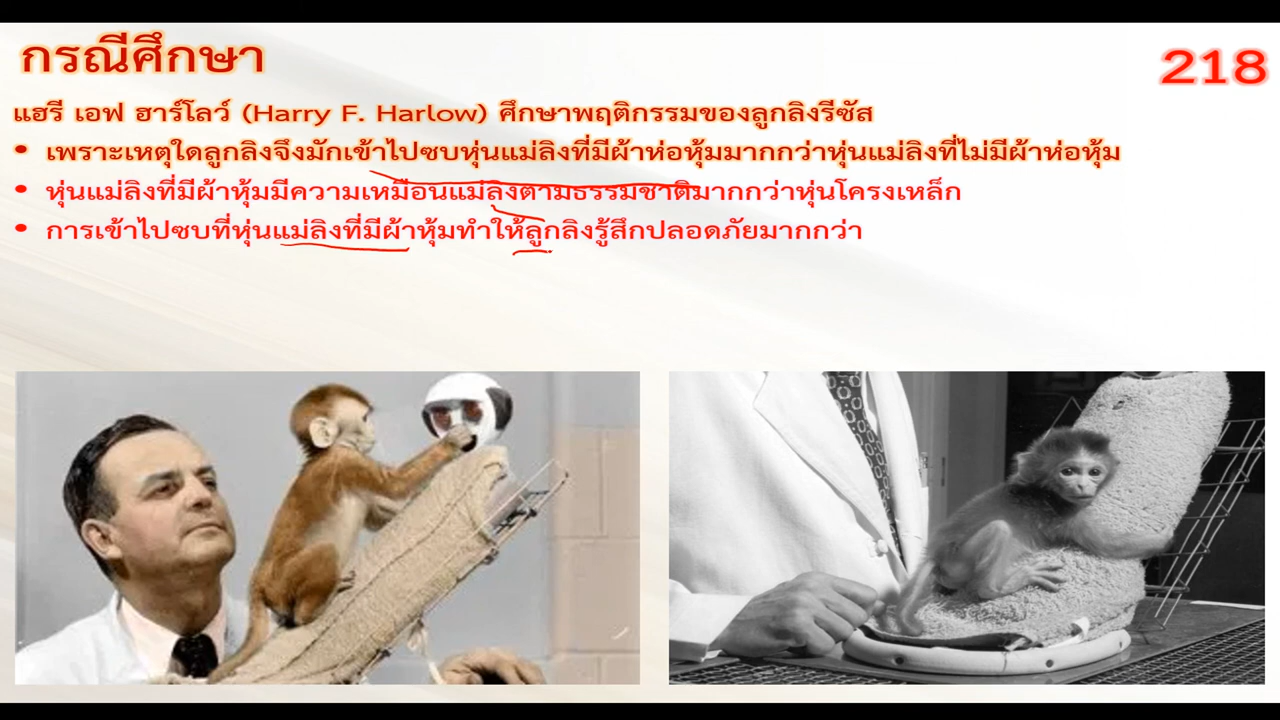 กรณีศึกษา
218
แฮรี เอฟ ฮาร์โลว์ (Harry F. Harlow) ศึกษาพฤติกรรมของลูกลิงรีซัส
• เพราะเหตุใดลูกลิงจึงมักเข้าไปซบหุ่นแม่ลิงที่มีผ้าห่อหุ้มมากกว่าหุ่นแม่ลิงที่ไม่มีผ้าห่อหุ้ม
• หุ่นแม่ลิงที่มีผ้าหุ้มมีความเหมือนแม่ลิงตามธรรมชาติมากกว่าหุ่นโครงเหล็ก
• การเข้าไปซบที่หุ่นแม่ลิงที่มีผ้าหุ้มทำให้ลูกลิงรู้สึกปลอดภัยมากกว่า